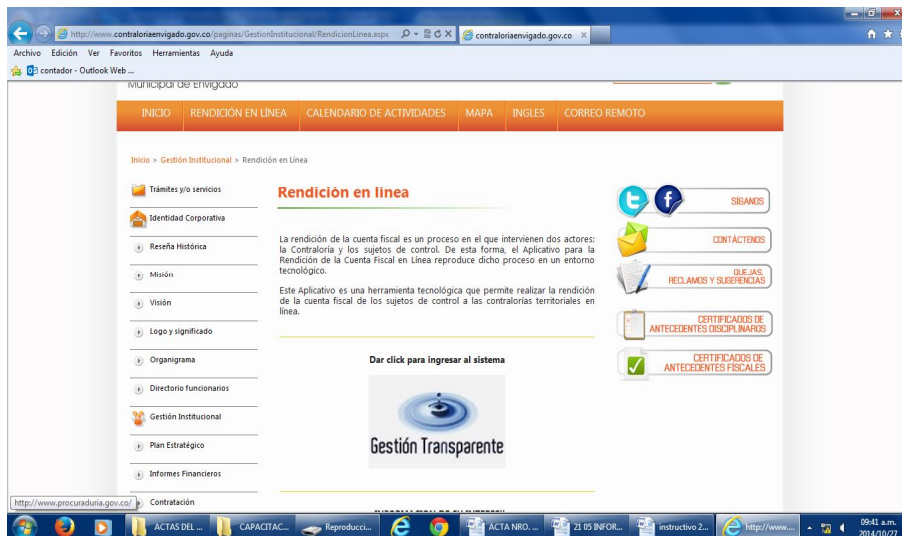 http://www.contraloriaenvigado.gov.co/paginas/GestionInstitucional/RendicionLinea.aspx
contraloriaenvigado.gov.co
Archivo Edición Ver Favoritos Herramientas Ayuda
contador - Outlook Web ...
Municipal de Envigado
INICIO RENDICIÓN EN LÍNEA CALENDARIO DE ACTIVIDADES MAPA INGLES CORREO REMOTO
Inicio > Gestión Institucional > Rendición en Línea
Trámites y/o servicios
Identidad Corporativa
Reseña Histórica
Misión
Visión
Logo y significado
Organigrama
Directorio funcionarios
Gestión Institucional
Plan Estratégico
Informes Financieros
Contratación
Rendición en línea
La rendición de la cuenta fiscal es un proceso en el que intervienen dos actores:
la Contraloría y los sujetos de control. De esta forma, el Aplicativo para la
Rendición de la Cuenta Fiscal en Línea reproduce dicho proceso en un entorno
tecnológico.
Este Aplicativo es una herramienta tecnológica que permite realizar la rendición
de la cuenta fiscal de los sujetos de control a las contralorías territoriales en
línea.
Dar click para ingresar al sistema
Gestión Transparente
SÍGANOS
CONTÁCTENOS
QUEJAS,
RECLAMOS Y SUGERENCIAS
CERTIFICADOS DE
ANTECEDENTES DISCIPLINARIOS
CERTIFICADOS DE
ANTECEDENTES FÍSCALES
http://www.procuraduria.gov.co/
ACTAS DEL ... CAPACITAC... Reproducci... ACTA NRO. ... 21 05 INFOR... instructivo 2... http://www....
09:41 a.m.
2014/10/27